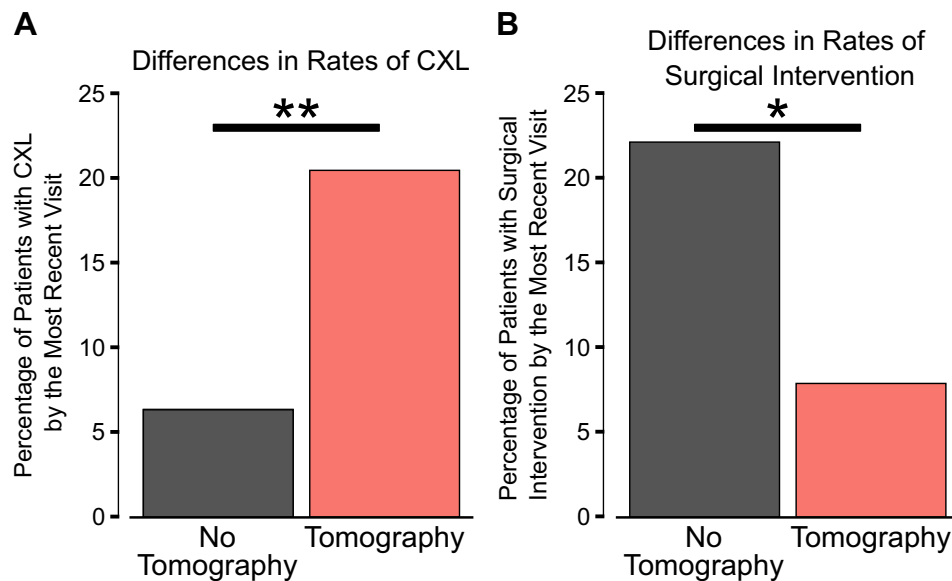 A
Differences in Rates of CXL
Percentage of Patients with CXL
by the Most Recent Visit
25
20
15
10
5
0
**
No
Tomography
Tomography
B
Differences in Rates of
Surgical Intervention
Percentage of Patients with Surgical
Intervention by the Most Recent Visit
25
20
15
10
5
0
*
No
Tomography
Tomography